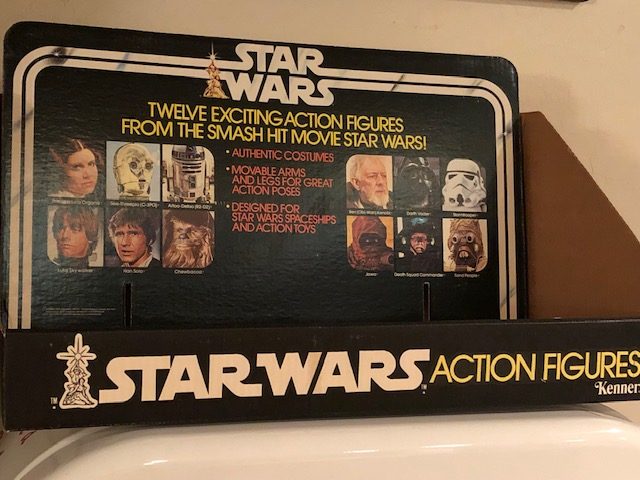 STAR
WARS
TWELVE EXCITING ACTION FIGURES
FROM THE SMASH HIT MOVIE STAR WARS!
• AUTHENTIC COSTUMES
• MOVABLE ARMS
AND LEGS FOR GREAT
ACTION POSES
• DESIGNED FOR
STAR WARS SPACESHIPS
AND ACTION TOYS
Princess Leia Organa
See-Threepio (C-3PO)
Artoo-Detoo (R2-D2)
Luke Skywalker
Han Solo
Chewbacca
Ben (Obi-Wan) Kenobi
Darth Vader
Stormtrooper
Jawa
Death Squad Commander
Sand People
STAR WARS ACTION FIGURES
TM
Kenner